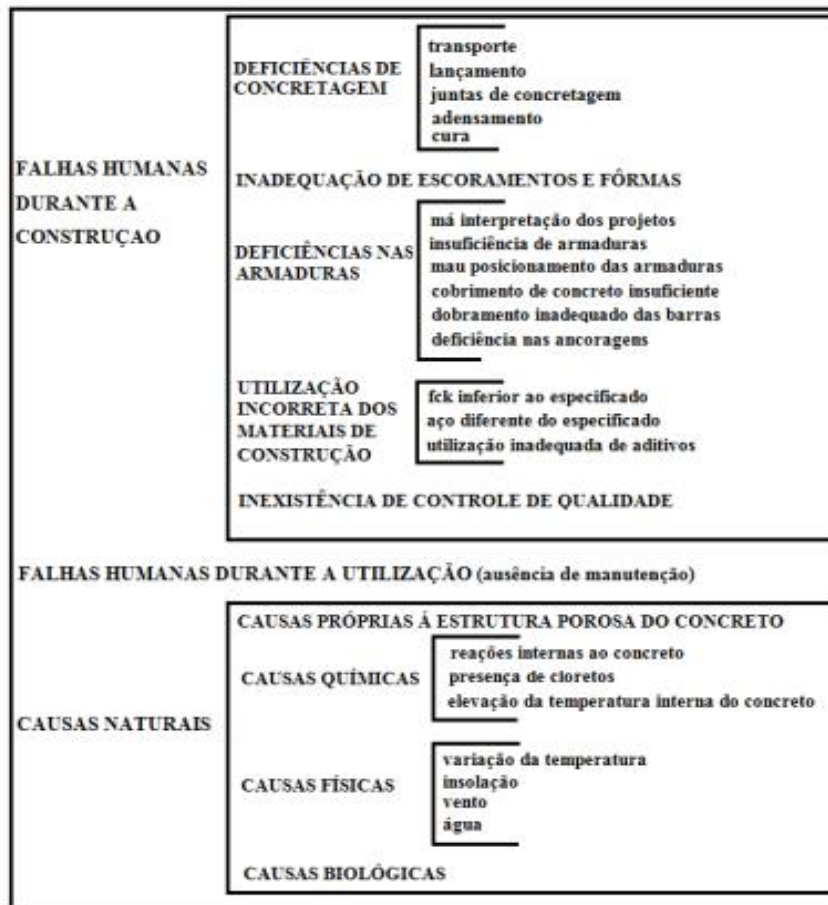 FALHAS HUMANAS
DURANTE A
CONSTRUÇAO
DEFICIÊNCIAS DE
CONCRETAGEM
transporte
lançamento
juntas de concretagem
adensamento
cura
INADEQUAÇÃO DE ESCORAMENTOS E FÔRMAS
DEFICIÊNCIAS NAS
ARMADURAS
má interpretação dos projetos
insuficiência de armaduras
mau posicionamento das armaduras
cobrimento de concreto insuficiente
dobramento inadequado das barras
deficiência nas ancoragens
UTILIZAÇÃO
INCORRETA DOS
MATERIAIS DE
CONSTRUÇÃO
fck inferior ao especificado
aço diferente do especificado
utilização inadequada de aditivos
INEXISTÊNCIA DE CONTROLE DE QUALIDADE
FALHAS HUMANAS DURANTE A UTILIZAÇÃO (ausência de manutenção)
CAUSAS NATURAIS
CAUSAS PRÓPRIAS Á ESTRUTURA POROSA DO CONCRETO
CAUSAS QUÍMICAS
reações internas ao concreto
presença de cloretos
elevação da temperatura interna do concreto
CAUSAS FÍSICAS
variação da temperatura
insolação
vento
água
CAUSAS BIOLÓGICAS